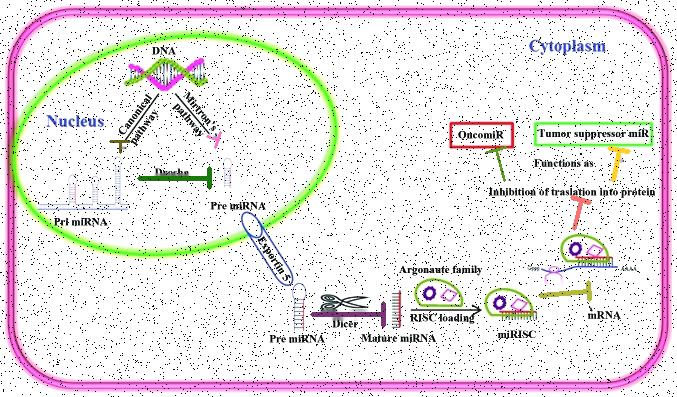 DNA
Cytoplasm
Nucleus
Canonical
pathway
Mirtron's
pathway
OncomiR
Tumor suppressor miR
Functions as
Drosha
Inhibition of traslation into protein
Pri miRNA
Pre miRNA
Exportin 5
Argonaute family
RISC loading
Dicer
mRNA
Pre miRNA
Mature miRNA
miRISC